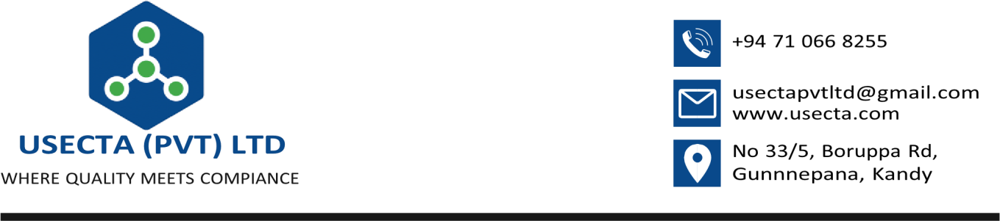 USECTA (PVT) LTD
WHERE QUALITY MEETS COMPIANCE
+94 71 066 8255
usectapvtltd@gmail.com
www.usecta.com
No 33/5, Boruppa Rd,
Gunnnepana, Kandy